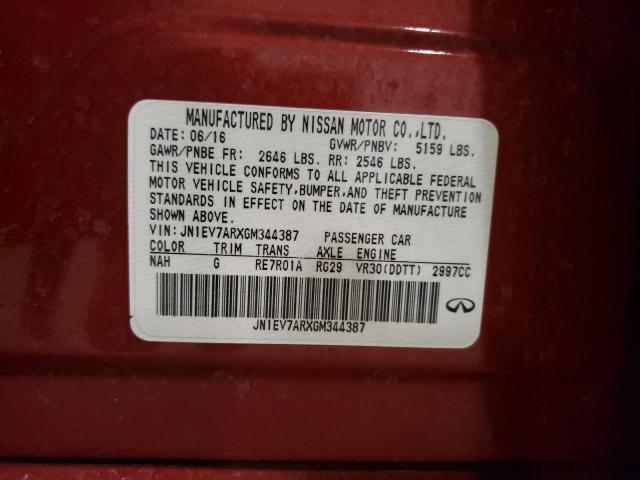 MANUFACTURED BY NISSAN MOTOR CO.,LTD.
DATE: 06/16 GVWR/PNBV: 5159 LBS.
GAWR/PNBE FR: 2646 LBS. RR: 2546 LBS.
THIS VEHICLE CONFORMS TO ALL APPLICABLE FEDERAL
MOTOR VEHICLE SAFETY,BUMPER,AND THEFT PREVENTION
STANDARDS IN EFFECT ON THE DATE OF MANUFACTURE
SHOWN ABOVE.
VIN:JN1EV7ARXGM344387 PASSENGER CAR
COLOR TRIM TRANS AXLE ENGINE
NAH G RE7R01A RG29 VR30(DDTT) 2997CC
JN1EV7ARXGM344387